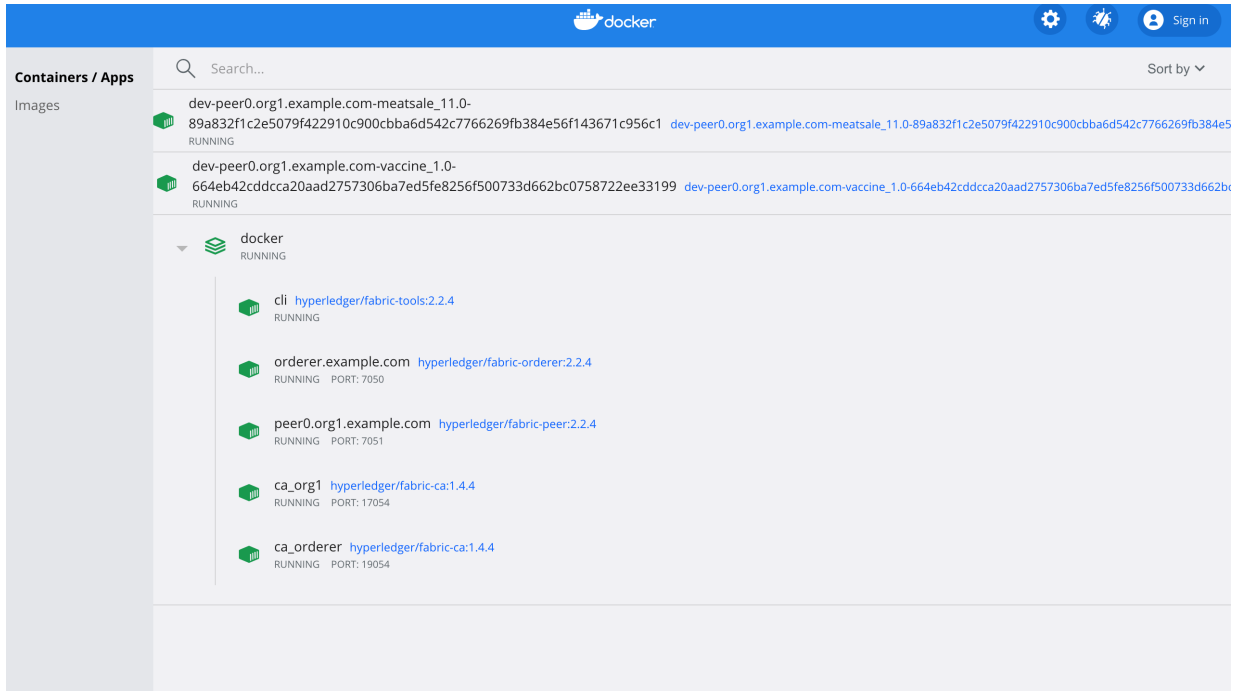 docker
Sign in
Containers / Apps
Images
Search...
Sort by
dev-peer0.org1.example.com-meatsale_11.0-
89a832f1c2e5079f422910c900cbba6d542c7766269fb384e56f143671c956c1 dev-peer0.org1.example.com-meatsale_11.0-89a832f1c2e5079f422910c900cbba6d542c7766269fb384e5
RUNNING
dev-peer0.org1.example.com-vaccine_1.0-
664eb42cddcca20aad2757306ba7ed5fe8256f500733d662bc0758722ee33199 dev-peer0.org1.example.com-vaccine_1.0-664eb42cddcca20aad2757306ba7ed5fe8256f500733d662bc
RUNNING
docker
RUNNING
cli hyperledger/fabric-tools:2.2.4
RUNNING
orderer.example.com hyperledger/fabric-orderer:2.2.4
RUNNING PORT: 7050
peer0.org1.example.com hyperledger/fabric-peer:2.2.4
RUNNING PORT: 7051
ca_org1 hyperledger/fabric-ca:1.4.4
RUNNING PORT: 17054
ca_orderer hyperledger/fabric-ca:1.4.4
RUNNING PORT: 19054